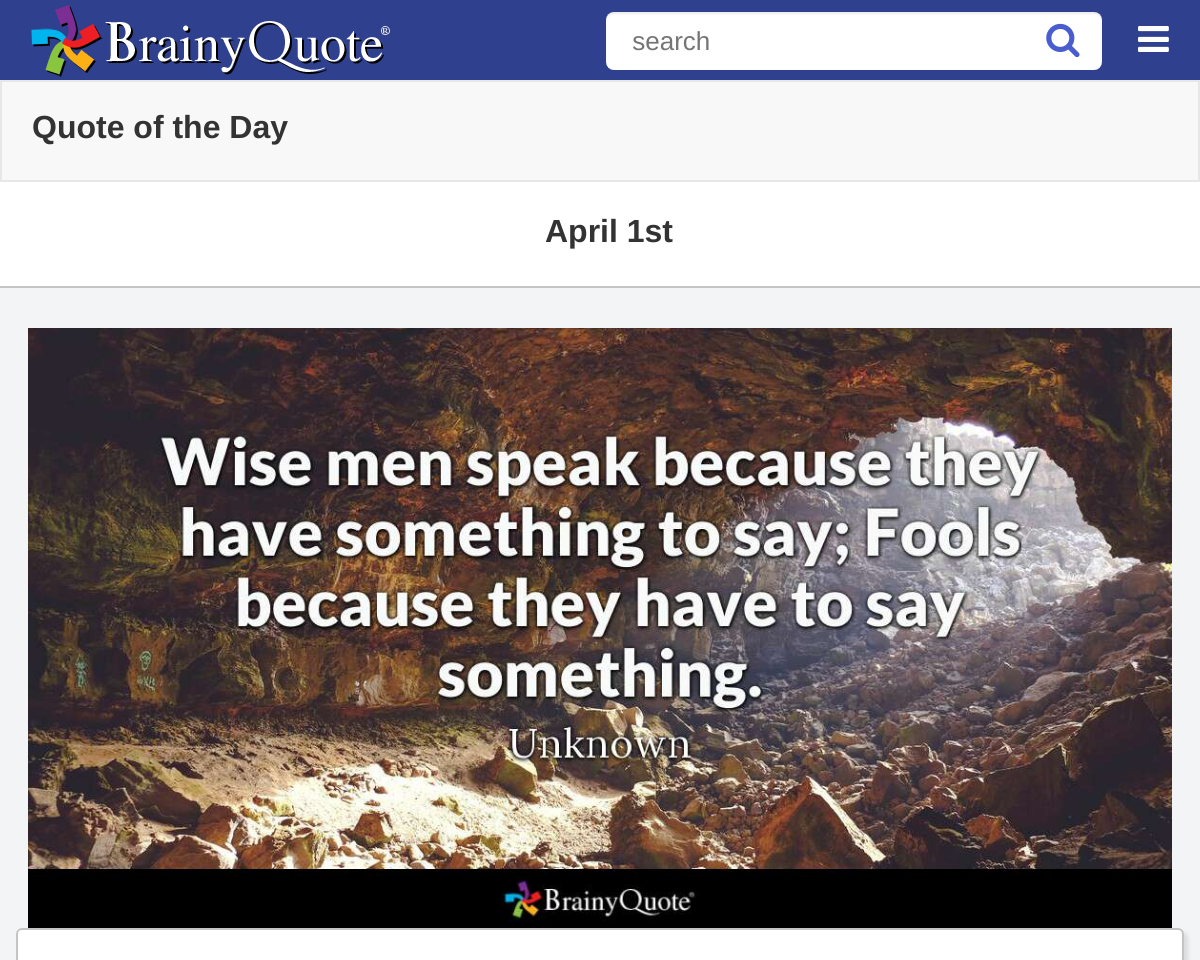 BrainyQuote®
search
Quote of the Day
April 1st
Wise men speak because they
have something to say; Fools
because they have to say
something.
Unknown
BrainyQuote®